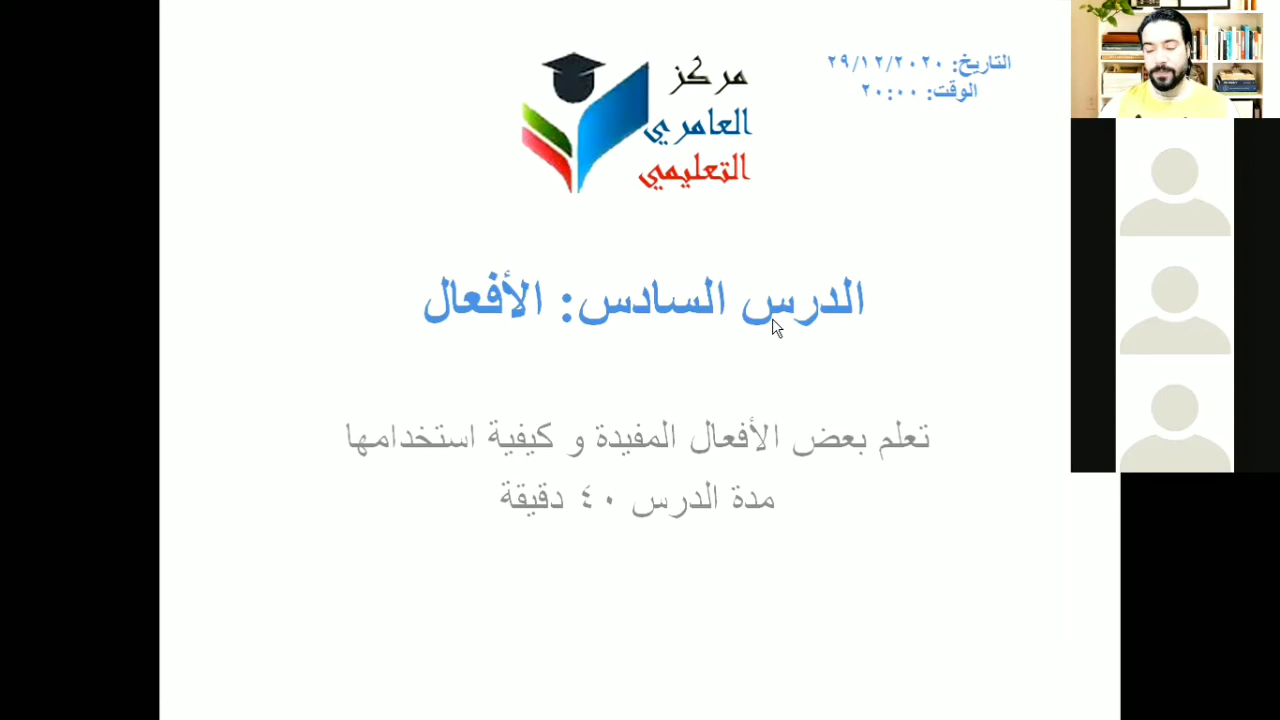 التاريخ: ٢٩/١٢/٢٠٢٠
الوقت: ٢٠:٠٠
مركز
العامري
التعليمي
الدرس السادس: الأفعال
تعلم بعض الأفعال المفيدة و كيفية استخدامها
مدة الدرس ٤٠ دقيقة